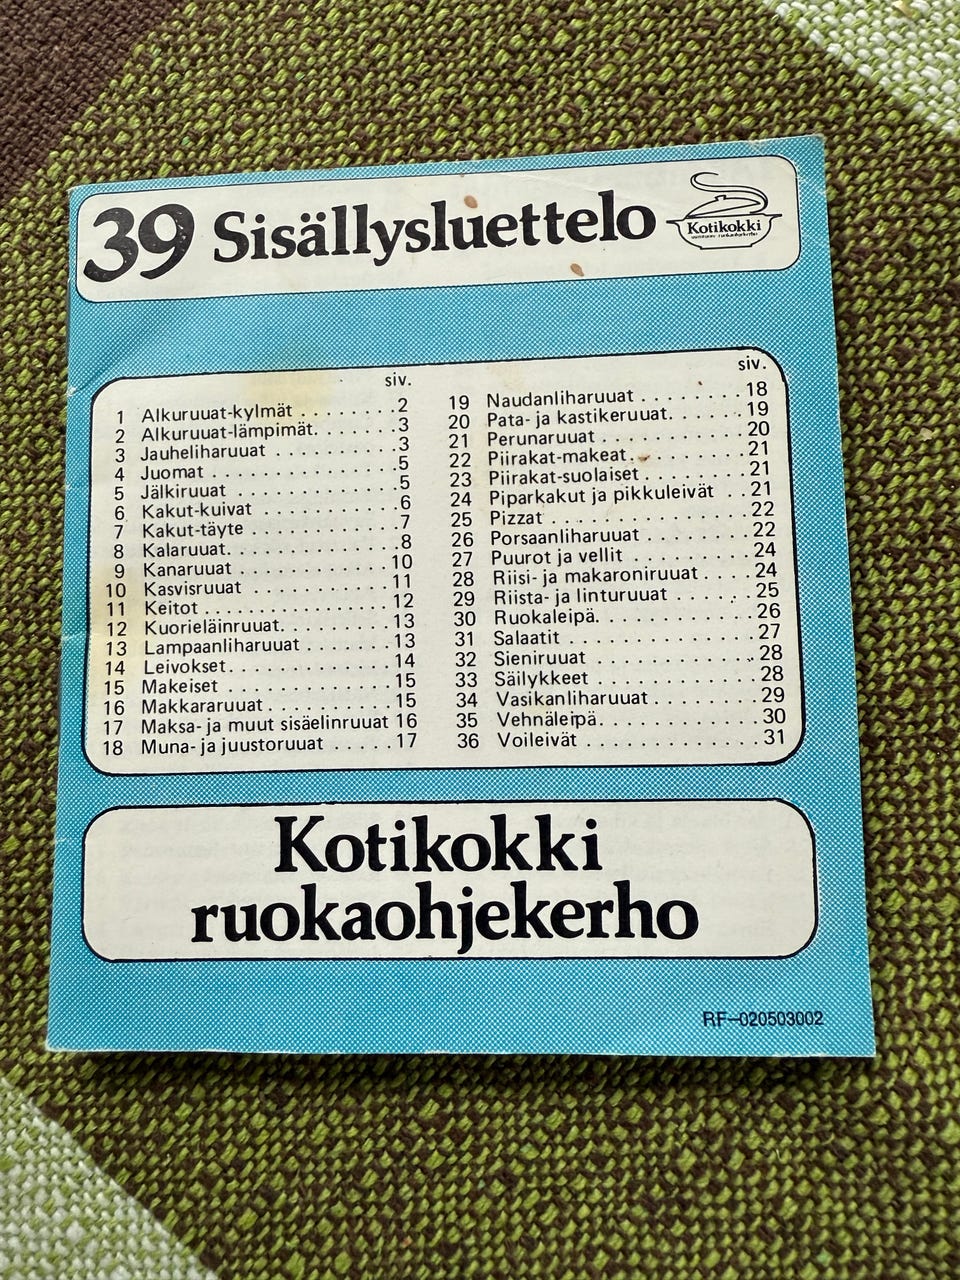 39 Sisällysluettelo
Kotikokki
siv.
1 Alkuruuat-kylmät . . . . . . . .2
2 Alkuruuat-lämpimät. . . . . . .3
3 Jauheliharuuat . . . . . . . . . .3
4 Juomat . . . . . . . . . . . . . .5
5 Jälkiruuat . . . . . . . . . . . . .5
6 Kakut-kuivat . . . . . . . . . . .6
7 Kakut-täyte . . . . . . . . . . . .7
8 Kalaruuat. . . . . . . . . . . . . .8
9 Kanaruuat . . . . . . . . . . . .10
10 Kasvisruuat . . . . . . . . . . 11
11 Keitot . . . . . . . . . . . . . . 12
12 Kuorieläinruuat. . . . . . . . .13
13 Lampaanliharuuat . . . . . . .13
14 Leivokset. . . . . . . . . . . . .14
15 Makeiset . . . . . . . . . . . . .15
16 Makkararuuat . . . . . . . . . .15
17 Maksa- ja muut sisäelinruuat 16
18 Muna- ja juustoruuat . . . . .17
siv.
19 Naudanliharuuat . . . . . . . .18
20 Pata- ja kastikeruuat. . . . . .19
21 Perunaruuat . . . . . . . . . . .20
22 Piirakat-makeat. . . . . . . . .21
23 Piirakat-suolaiset . . . . . . . .21
24 Piparkakut ja pikkuleivät . .21
25 Pizzat . . . . . . . . . . . . . . .22
26 Porsaanliharuuat . . . . . . . .22
27 Puurot ja vellit . . . . . . . . .24
28 Riisi- ja makaroniruuat . . . .24
29 Riista- ja linturuuat . . . . . .25
30 Ruokaleipä. . . . . . . . . . . .26
31 Salaatit . . . . . . . . . . . . . .27
32 Sieniruuat . . . . . . . . . . . .28
33 Säilykkeet . . . . . . . . . . . .28
34 Vasikanliharuuat . . . . . . . .29
35 Vehnäleipä. . . . . . . . . . . .30
36 Voileivät . . . . . . . . . . . . .31
Kotikokki
ruokaohjekerho
RF-020503002